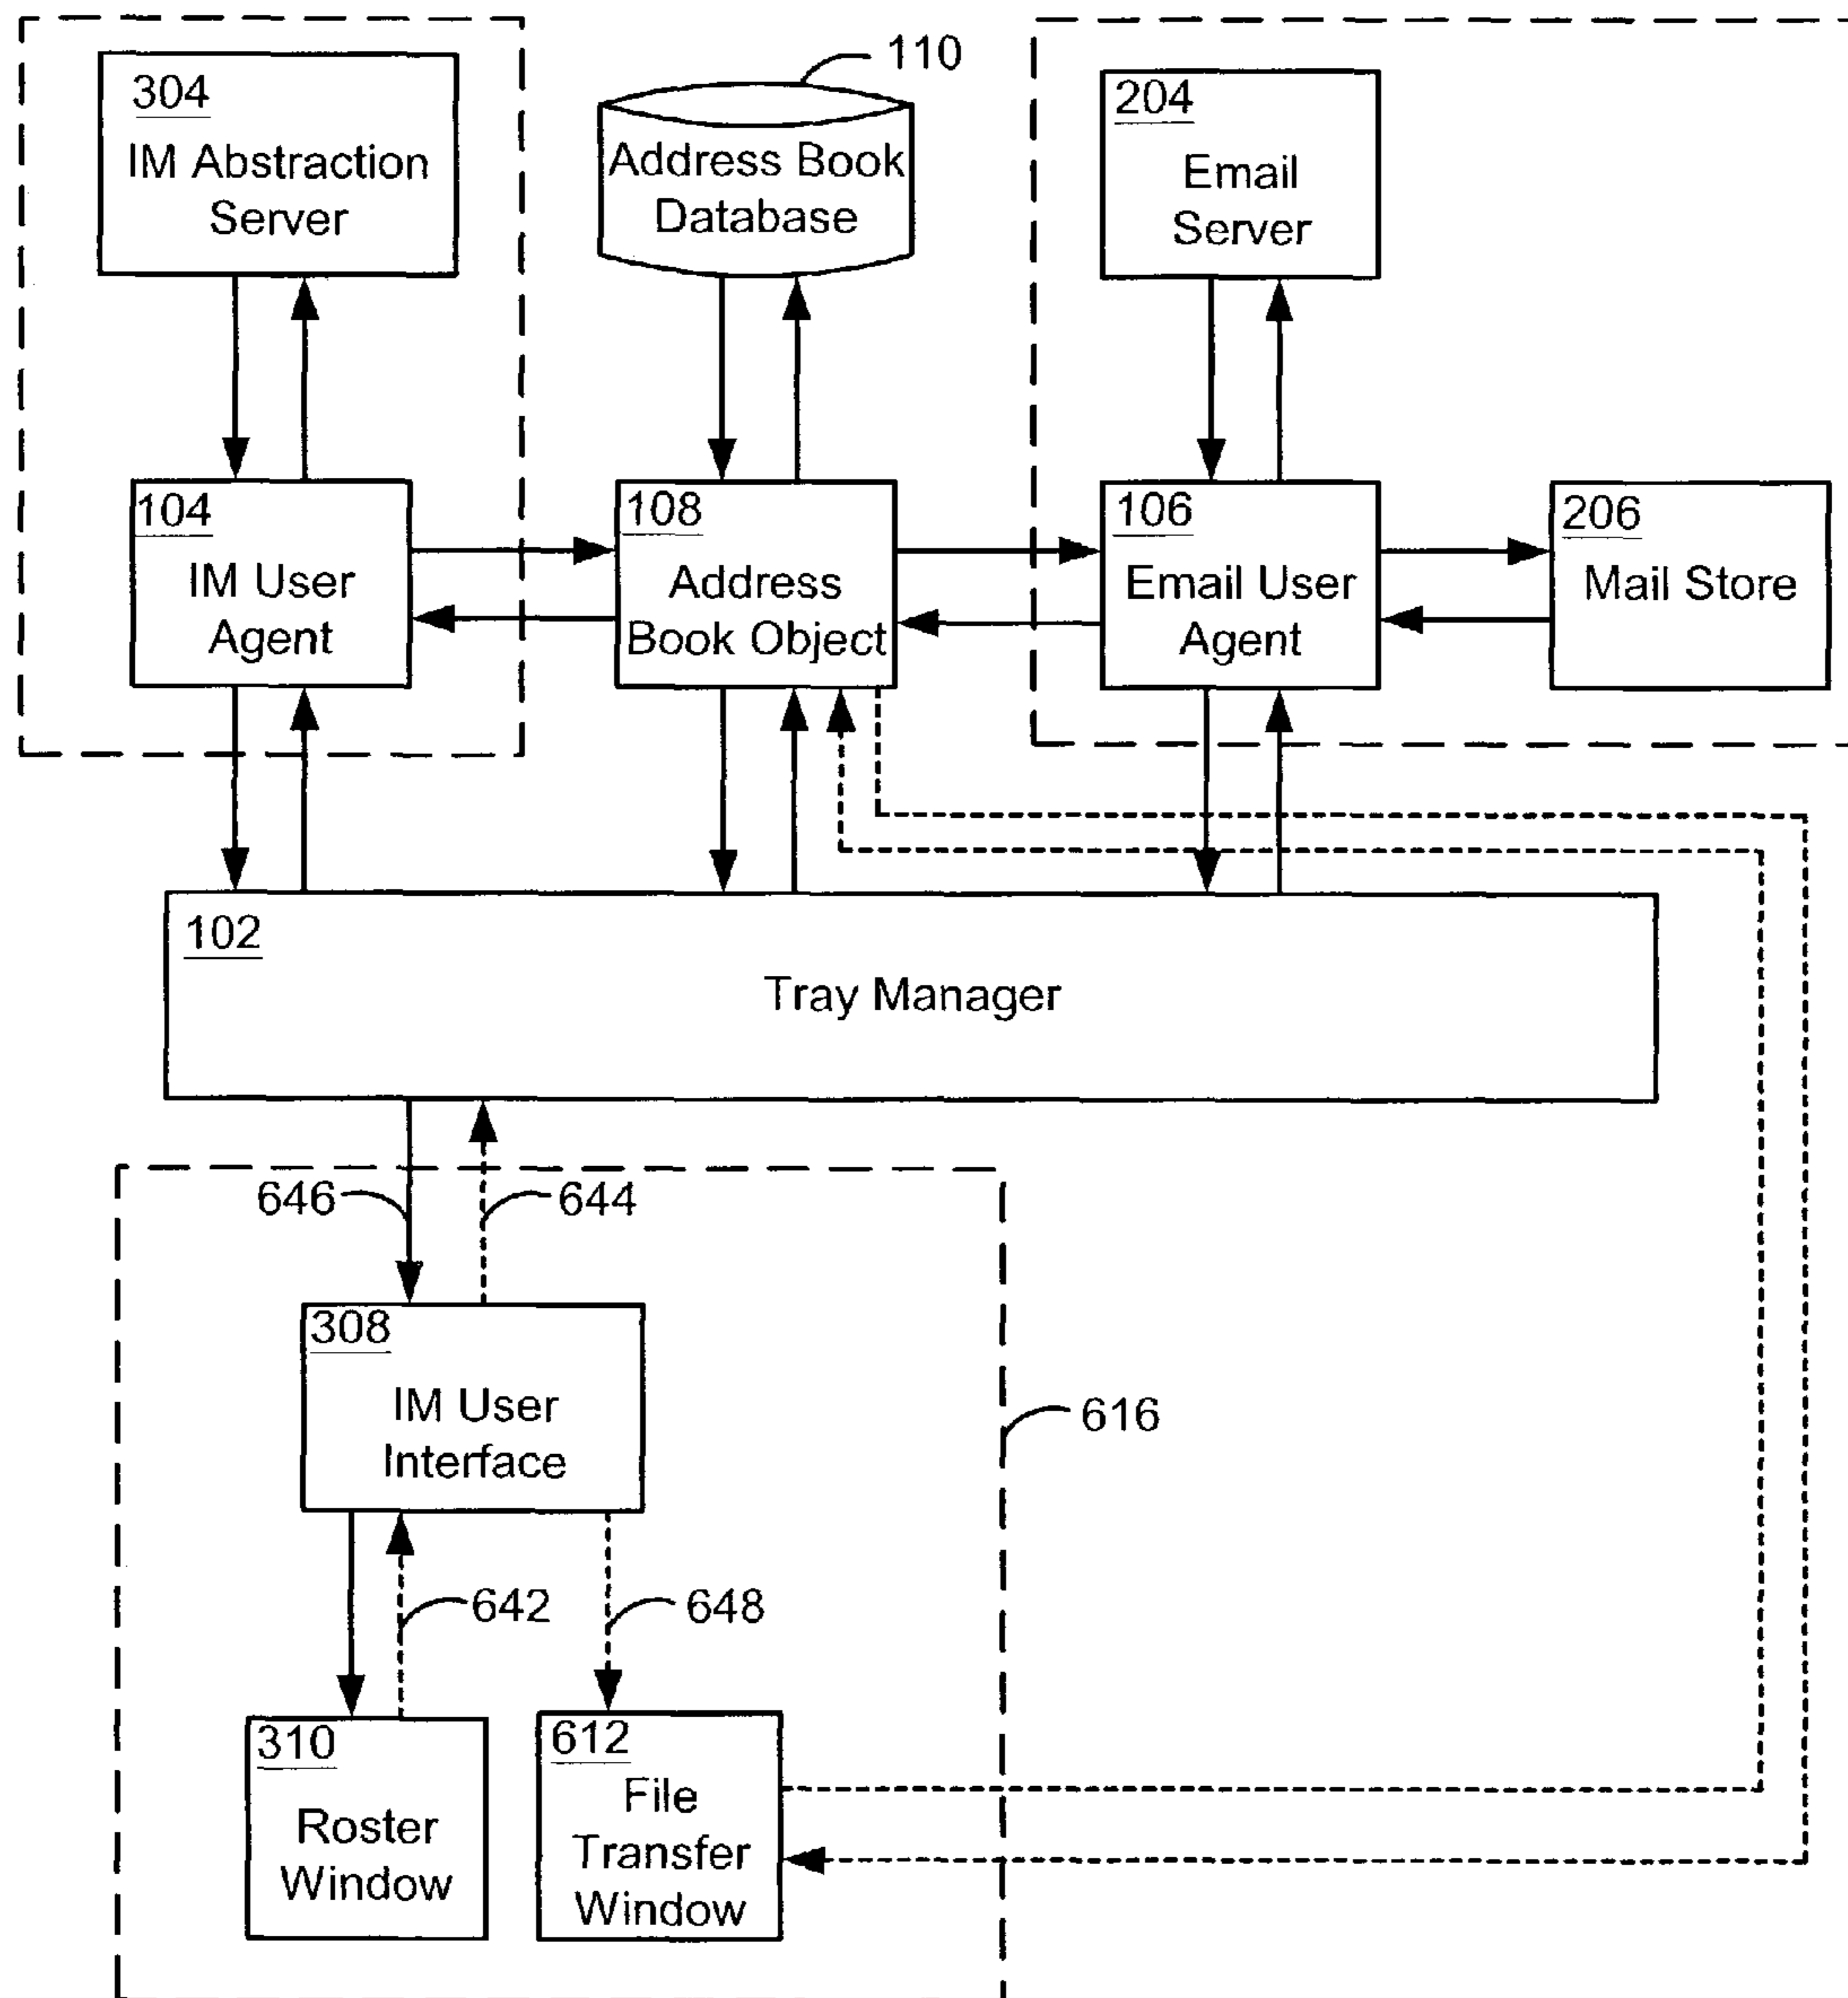 304
IM Abstraction
Server
110
Address Book
Database
204
Email
Server
104
IM User
Agent
108
Address
Book Object
106
Email User
Agent
206
Mail Store
102
Tray Manager
646
644
308
IM User
Interface
616
642
648
310
Roster
Window
612
File
Transfer
Window